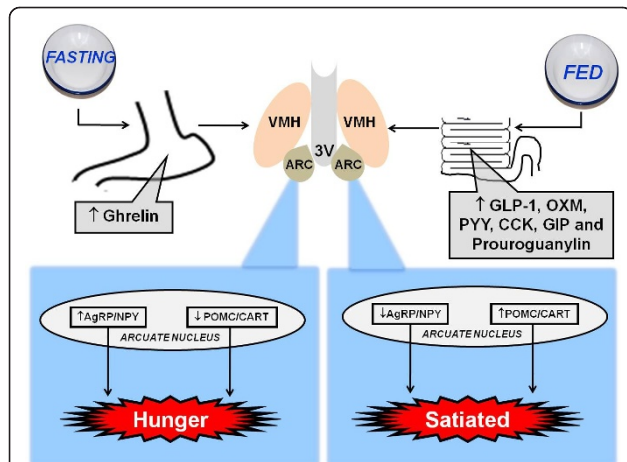 FASTING
FED
VMH
VMH
3V
ARC
ARC
↑ Ghrelin
↑ GLP-1, OXM,
PYY, CCK, GIP and
Prouroguanylin
↑AgRP/NPY
↓POMC/CART
ARCUATE NUCLEUS
Hunger
↓AgRP/NPY
↑POMC/CART
ARCUATE NUCLEUS
Satiated